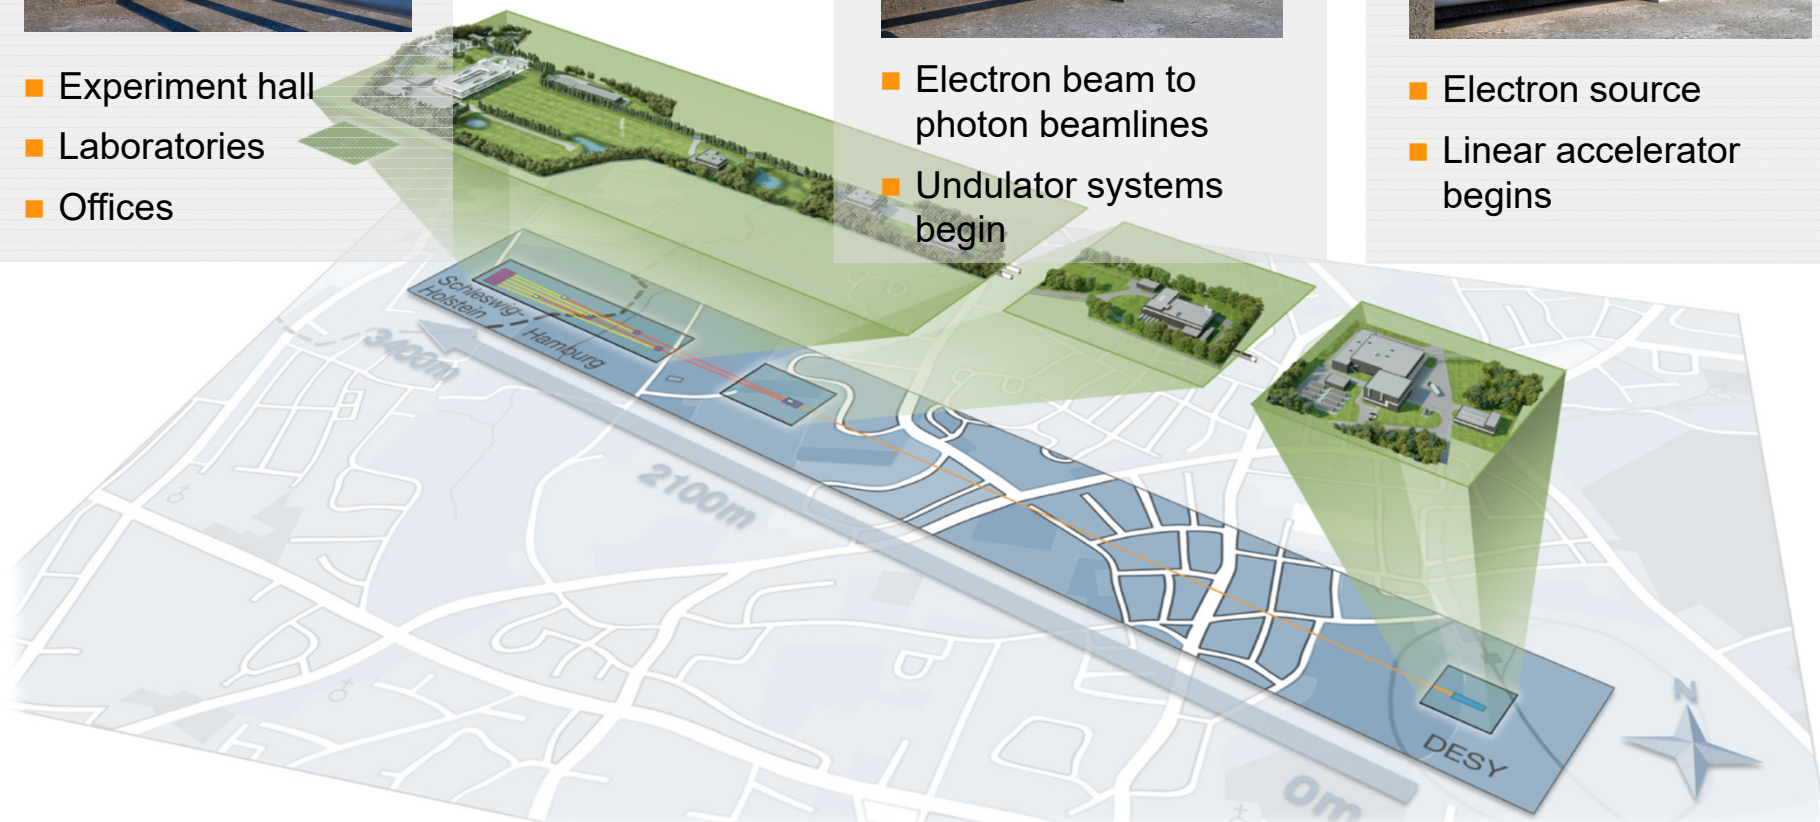 Experiment hall
Laboratories
Offices
Electron beam to
photon beamlines
Undulator systems
begin
Electron source
Linear accelerator
begins
Schleswig-
Holstein
Hamburg
3400m
2100m
0m
DESY
N